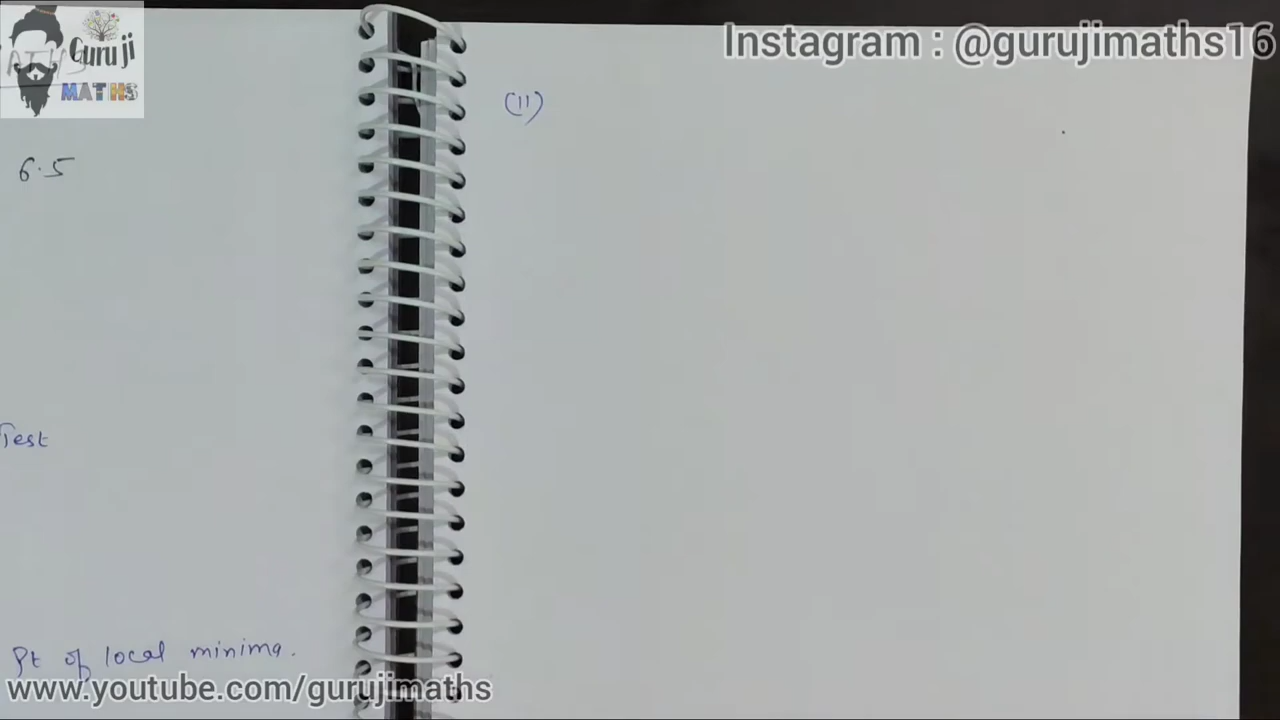 Guru ji
MATHS
Instagram : @gurujimaths16
(11)
6.5
Test
Pt of local minima.
www.youtube.com/gurujimaths